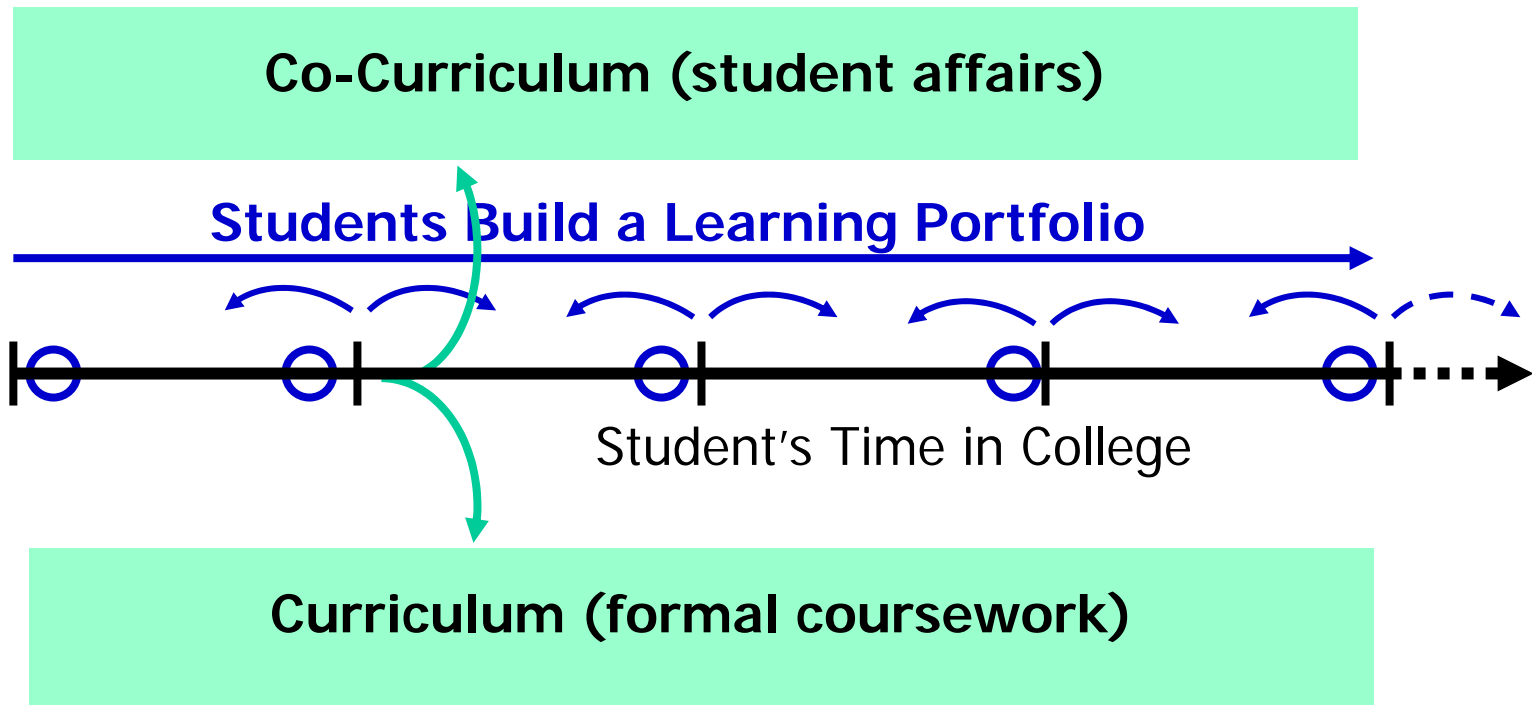 Co-Curriculum (student affairs)
Students Build a Learning Portfolio
Student's Time in College
Curriculum (formal coursework)